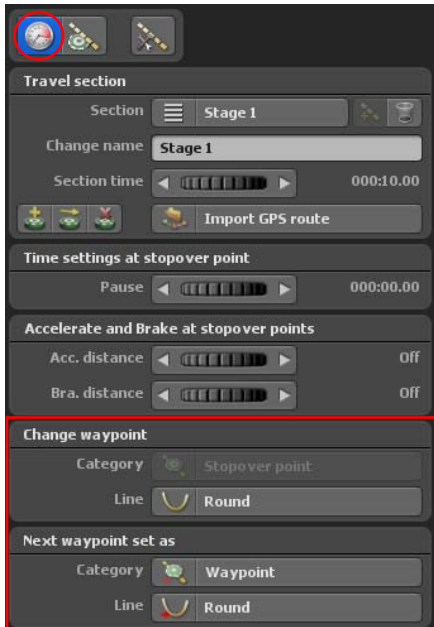 Travel section
Section Stage 1
Change name Stage 1
Section time 000:10.00
Import GPS route
Time settings at stopover point
Pause 000:00.00
Accelerate and Brake at stopover points
Acc. distance Off
Bra. distance Off
Change waypoint
Category Stopover point
Line Round
Next waypoint set as
Category Waypoint
Line Round